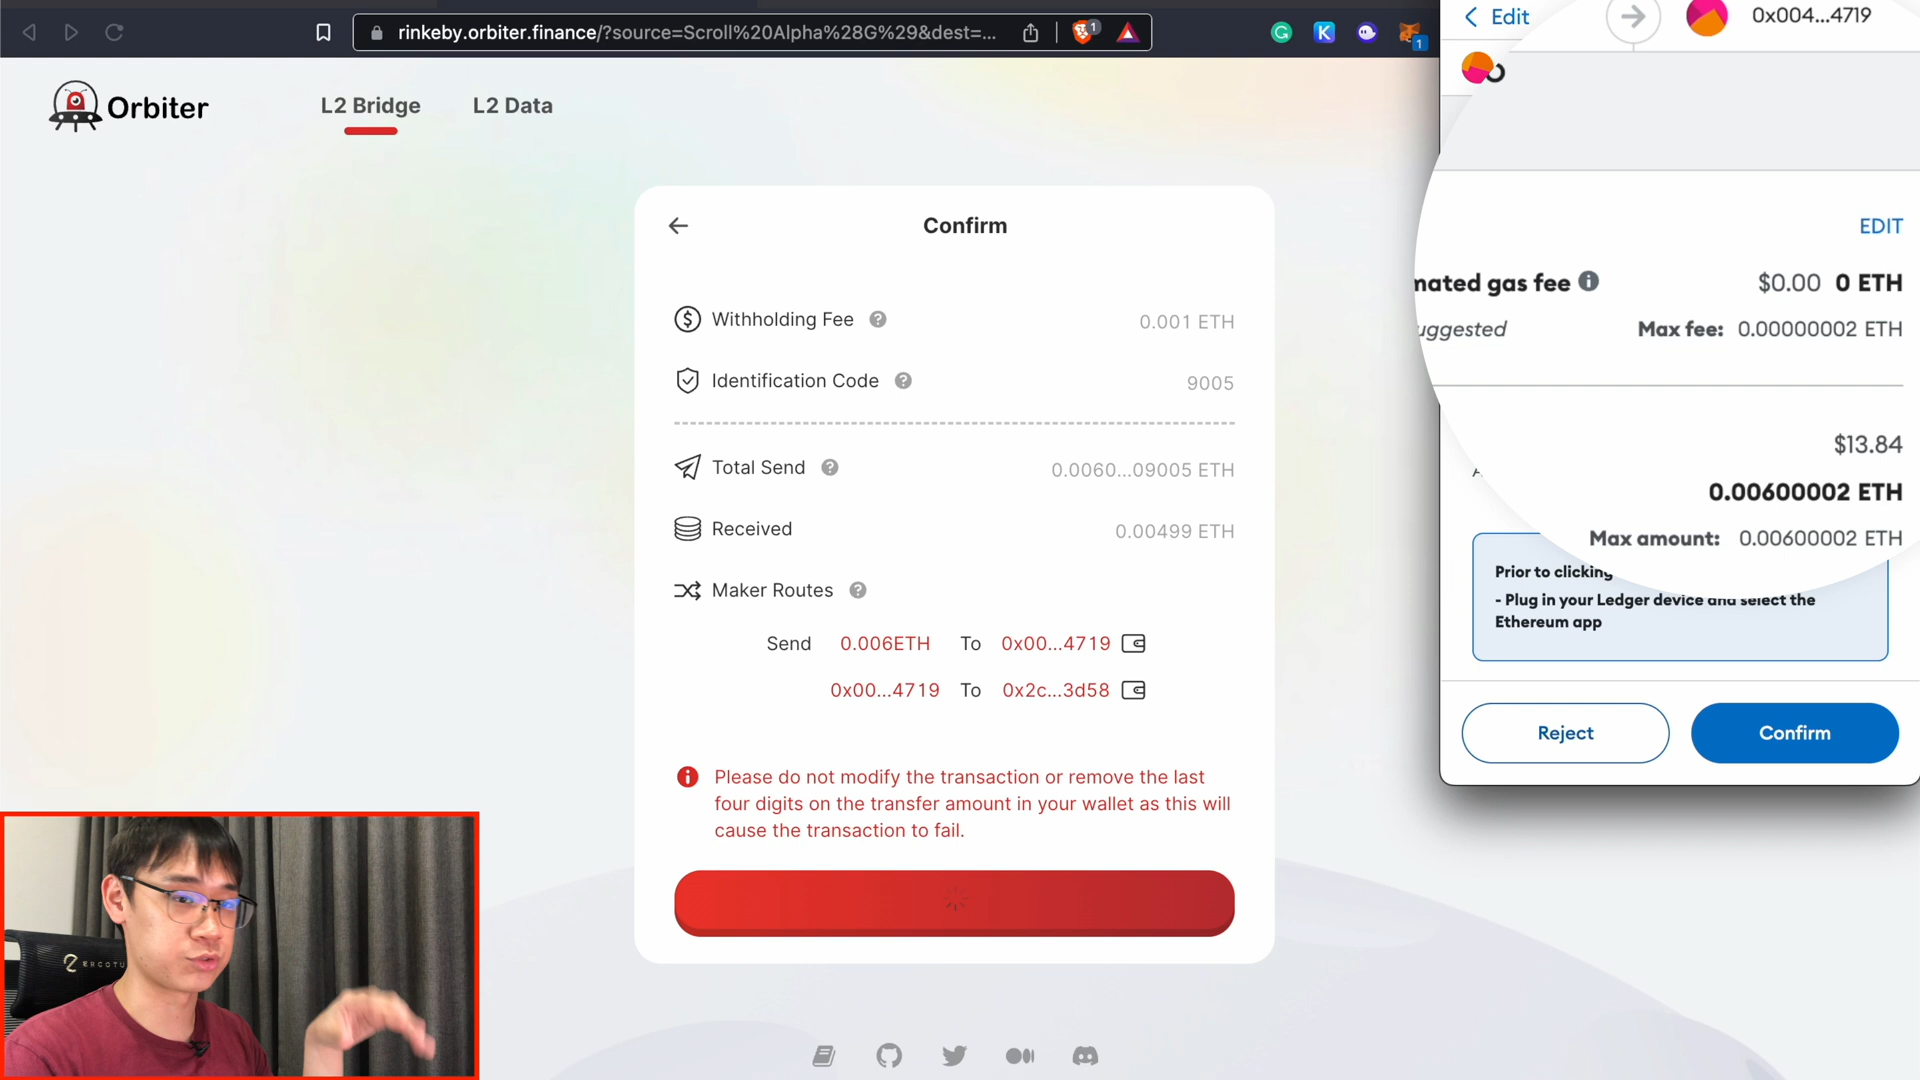 rinkeby.orbiter.finance/?source=Scroll%20Alpha%28G%29&dest=...
1
K
1
Orbiter
L2 Bridge
L2 Data
Confirm
Withholding Fee
0.001 ETH
Identification Code
9005
Total Send
0.0060...09005 ETH
Received
0.00499 ETH
Maker Routes
Send 0.006ETH To 0x00...4719
0x00...4719 To 0x2c...3d58
Please do not modify the transaction or remove the last
four digits on the transfer amount in your wallet as this will
cause the transaction to fail.
Edit
0x004...4719
EDIT
mated gas fee
$0.00 0 ETH
uggested
Max fee: 0.00000002 ETH
$13.84
0.00600002 ETH
Max amount: 0.00600002 ETH
Prior to clicking
- Plug in your Ledger device and select the
Ethereum app
Reject
Confirm